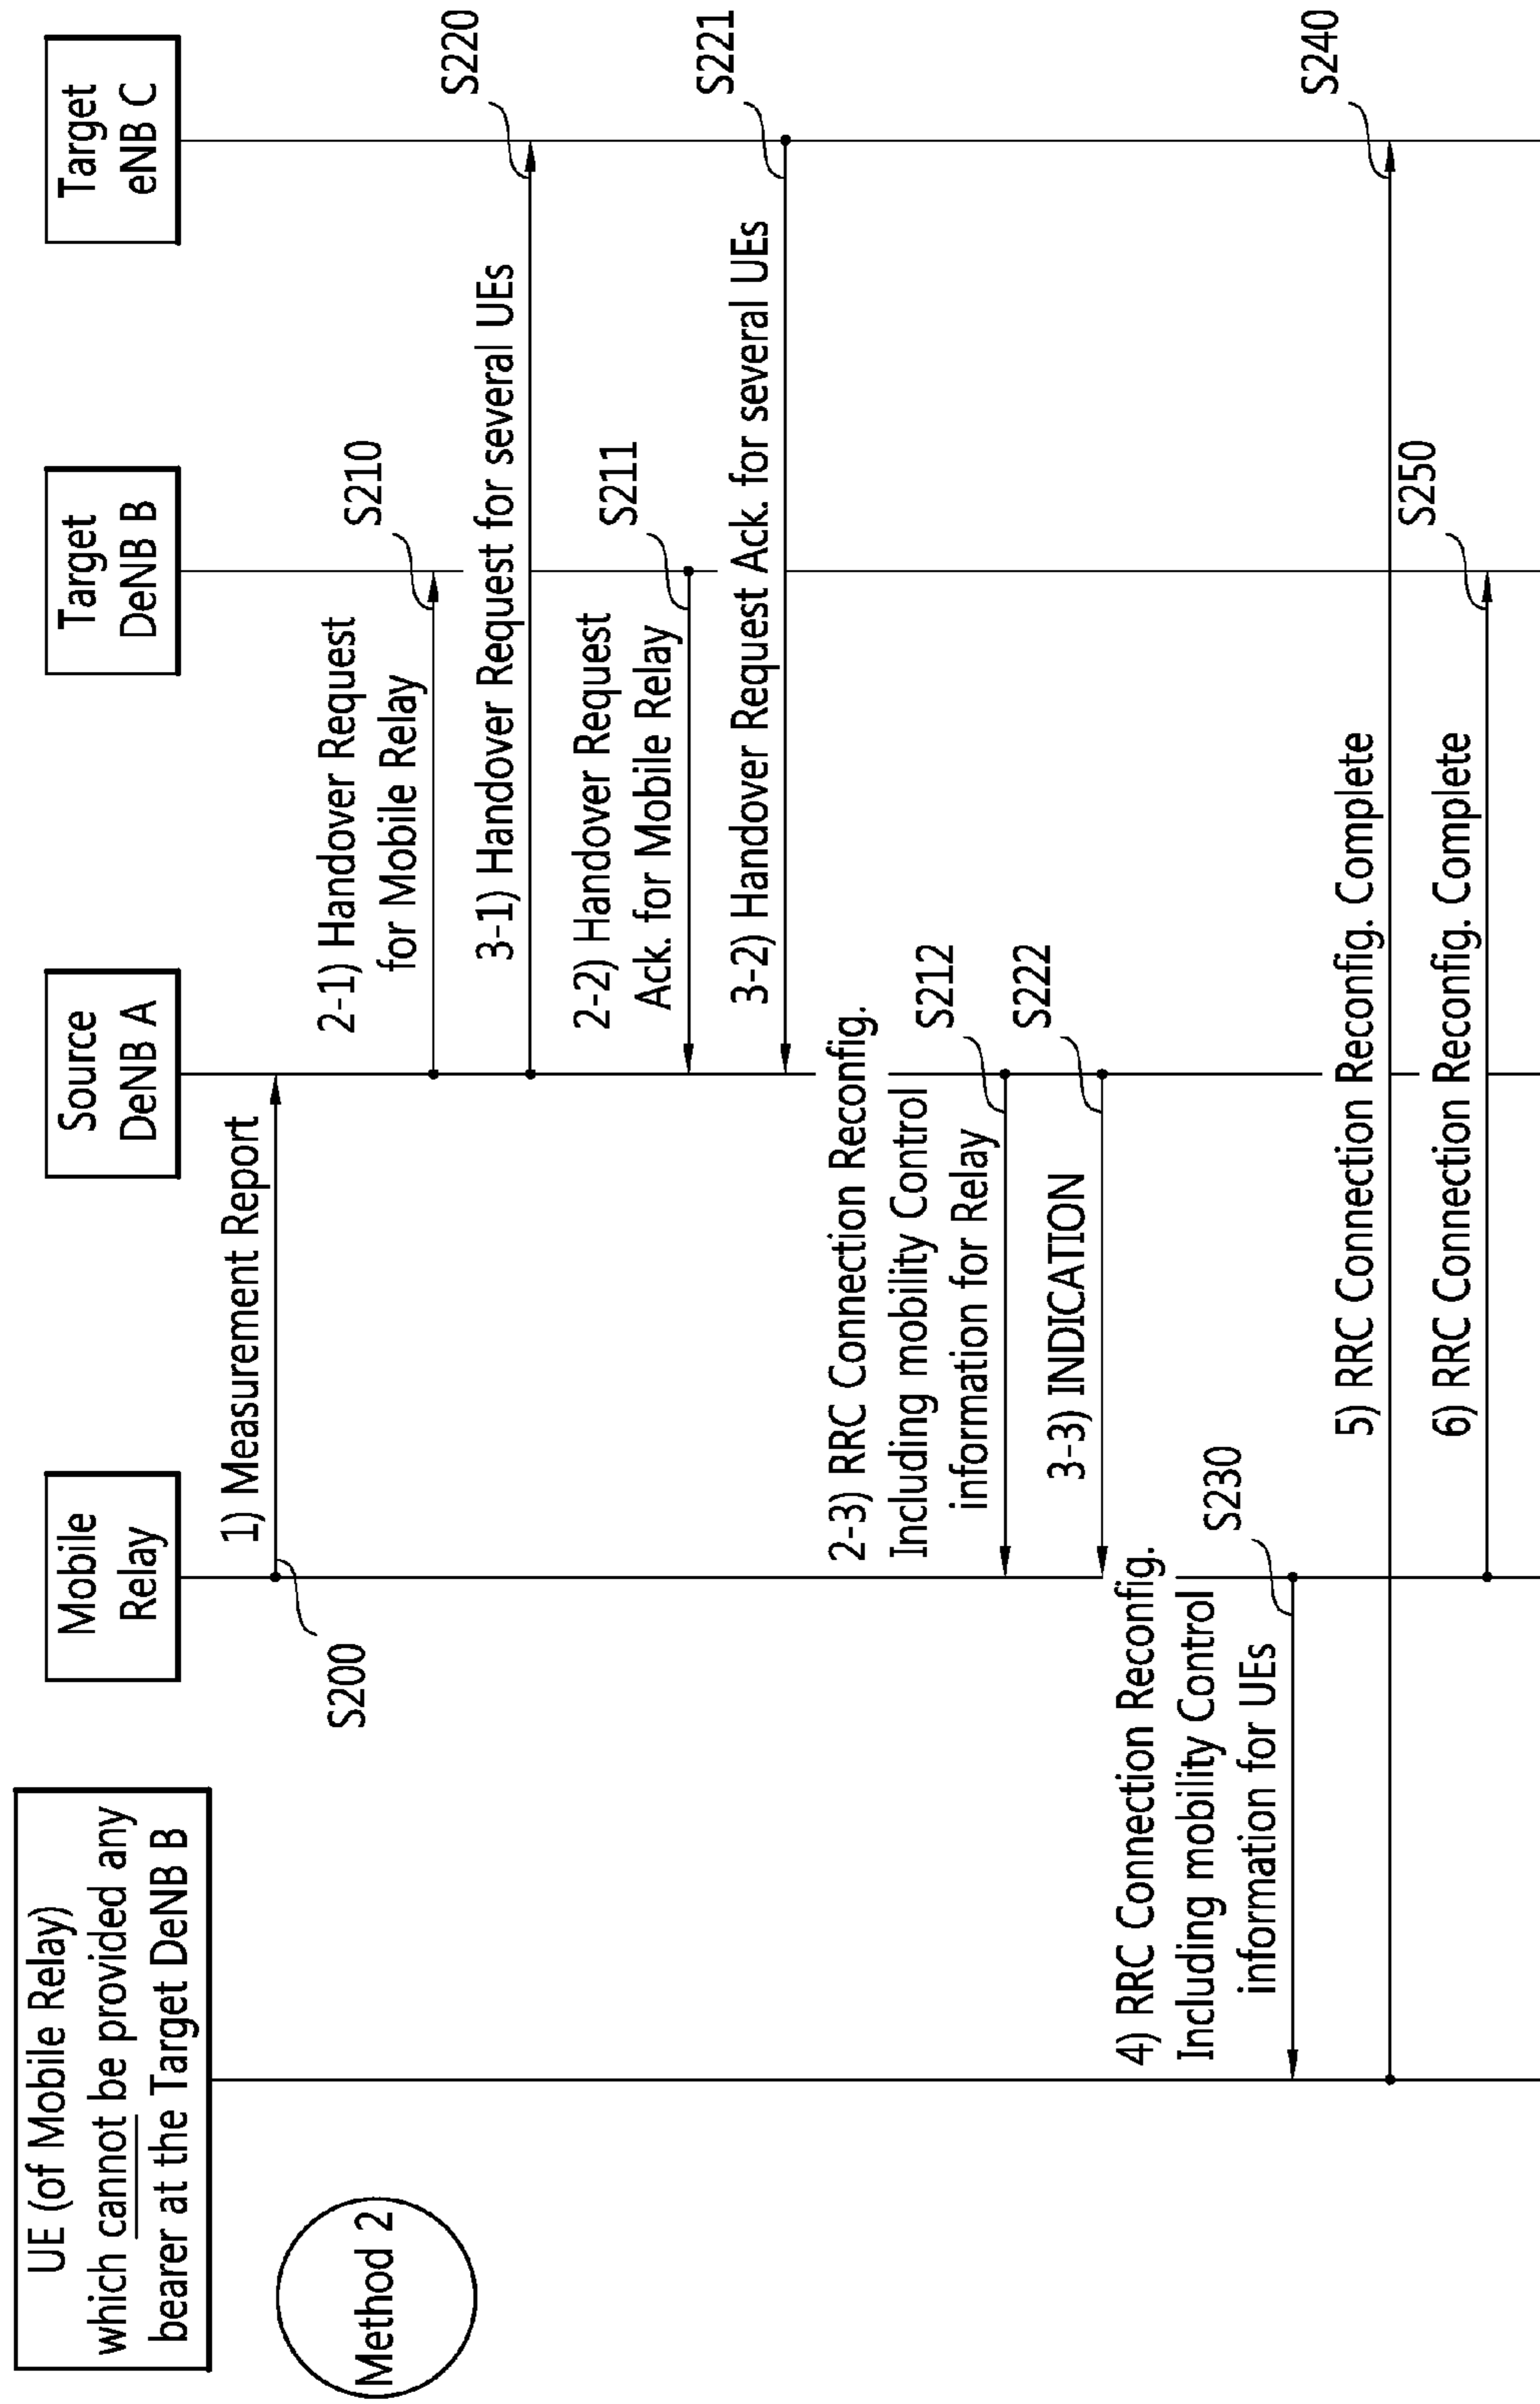 Method 2
UE (of Mobile Relay)
which cannot be provided any
bearer at the Target DeNB B
Mobile
Relay
Source
DeNB A
Target
DeNB B
Target
eNB C
1) Measurement Report
S200
2-1) Handover Request
for Mobile Relay
S210
3-1) Handover Request for several UEs
S220
2-2) Handover Request
Ack. for Mobile Relay
S211
3-2) Handover Request Ack. for several UEs
S221
2-3) RRC Connection Reconfig.
Including mobility Control
information for Relay
S212
3-3) INDICATION
S222
4) RRC Connection Reconfig.
Including mobility Control
information for UEs
S230
5) RRC Connection Reconfig. Complete
S240
6) RRC Connection Reconfig. Complete
S250